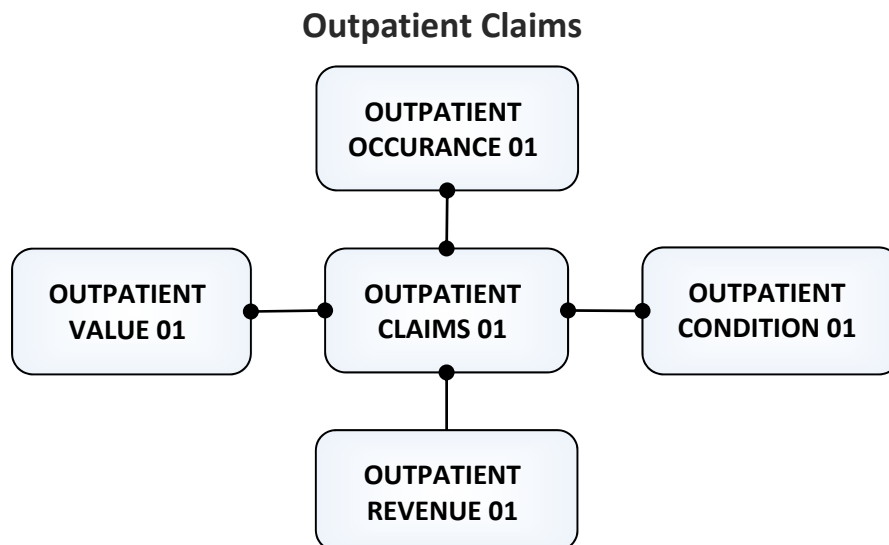 Outpatient Claims
OUTPATIENT
OCCURANCE 01
OUTPATIENT
VALUE 01
OUTPATIENT
CLAIMS 01
OUTPATIENT
CONDITION 01
OUTPATIENT
REVENUE 01